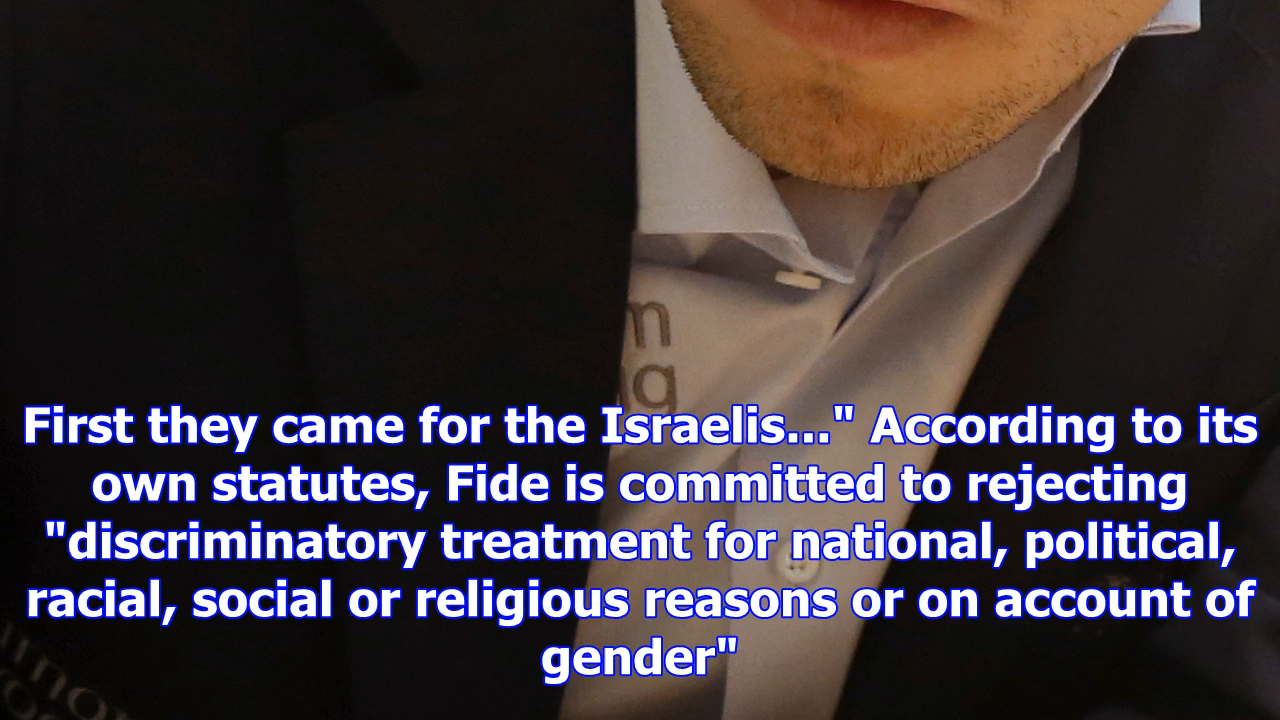 m
ig
First they came for the Israelis..." According to its
own statutes, Fide is committed to rejecting
"discriminatory treatment for national, political,
racial, social or religious reasons or on account of
gender"